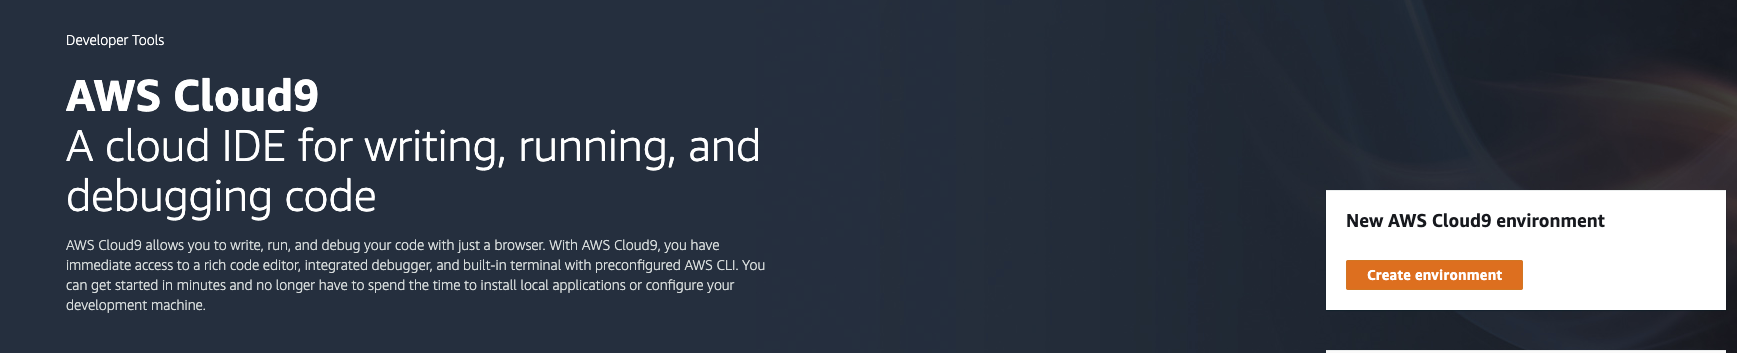 Developer Tools
AWS Cloud9
A cloud IDE for writing, running, and
debugging code
AWS Cloud9 allows you to write, run, and debug your code with just a browser. With AWS Cloud9, you have
immediate access to a rich code editor, integrated debugger, and built-in terminal with preconfigured AWS CLI. You
can get started in minutes and no longer have to spend the time to install local applications or configure your
development machine.
New AWS Cloud9 environment
Create environment